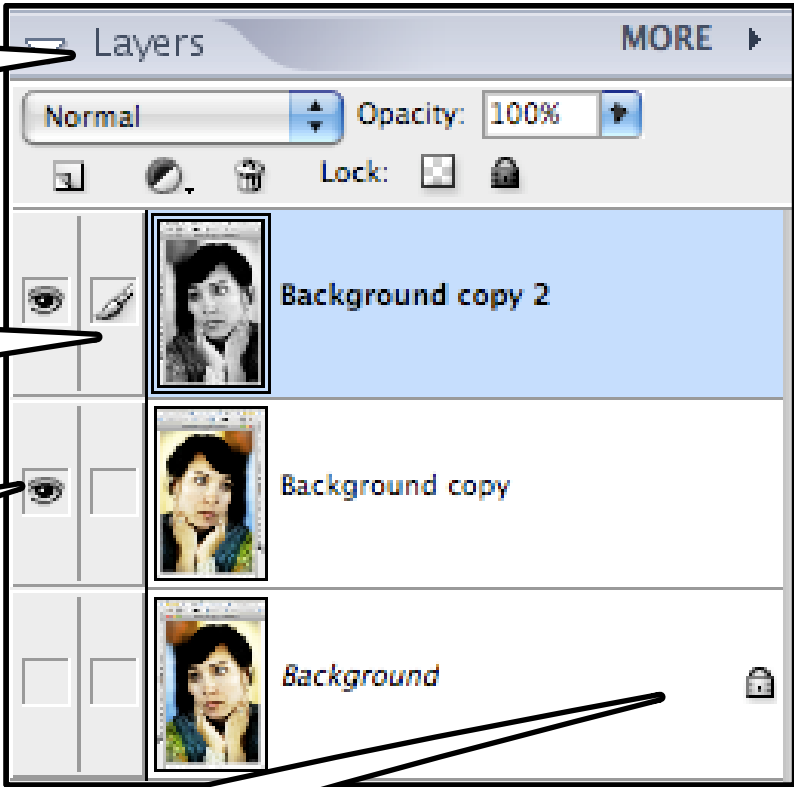 Layers MORE
Normal Opacity: 100%
Lock:
Background copy 2
Background copy
Background